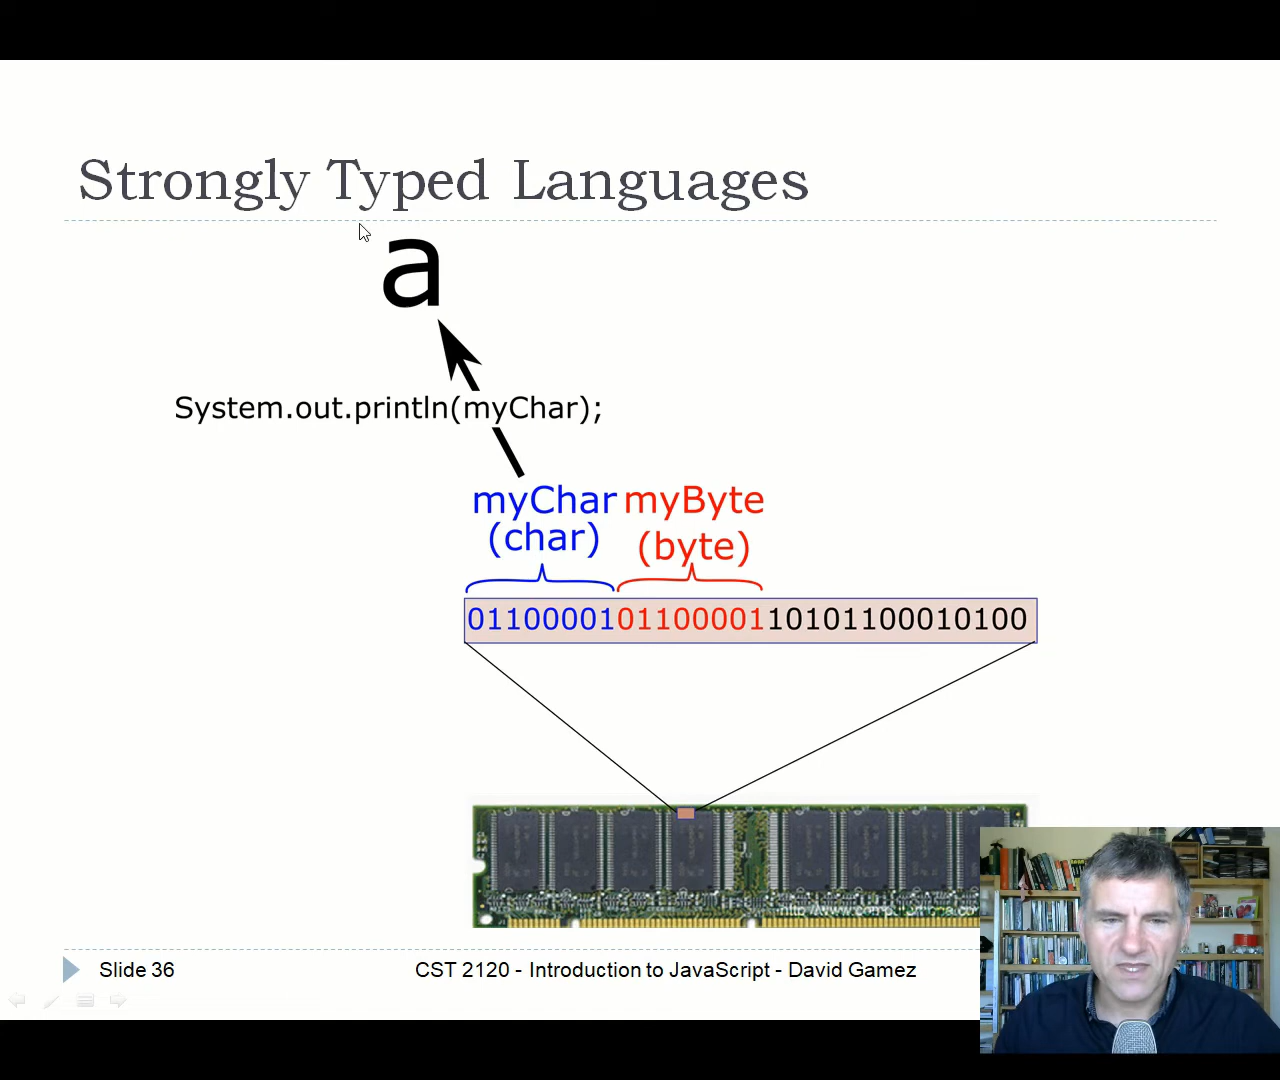 Strongly Typed Languages
a
System.out.println(myChar);
myChar myByte
(char) (byte)
011000010110000110101100010100
Slide 36
CST 2120 - Introduction to JavaScript - David Gamez